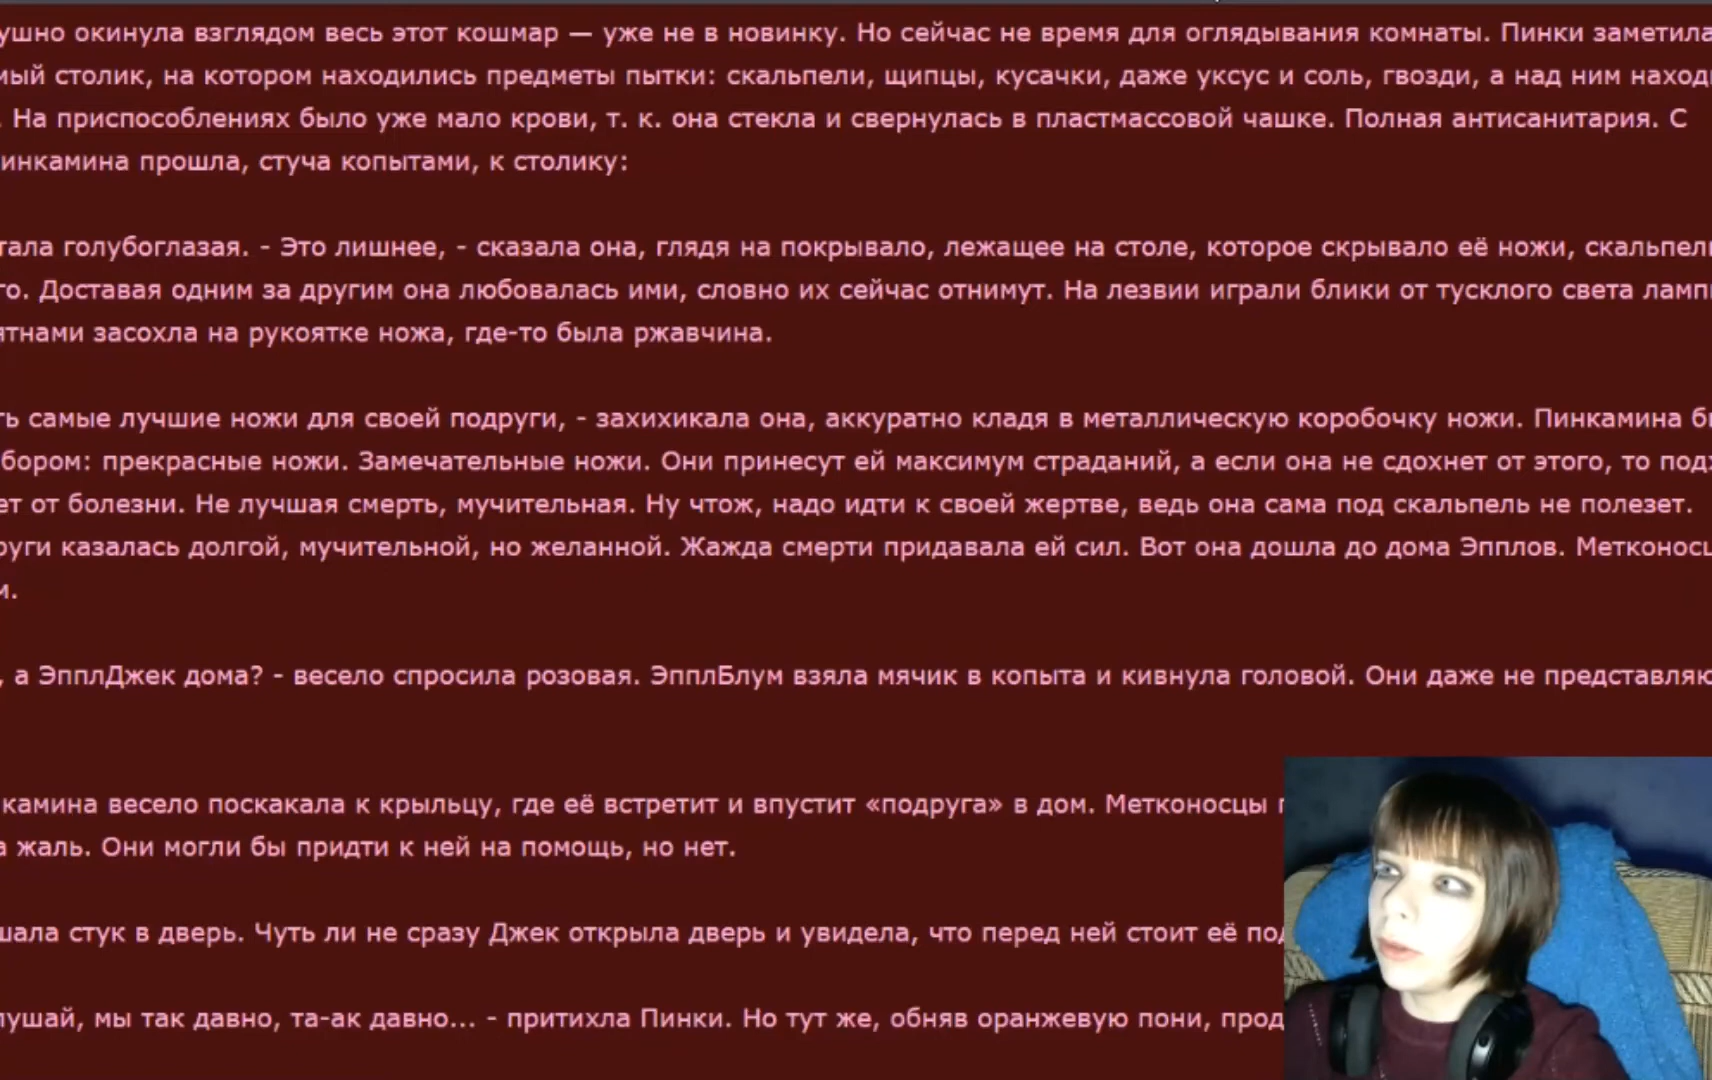 ушно окинула взглядом весь этот кошмар — уже не в новинку. Но сейчас не время для оглядывания комнаты. Пинки заметила
мый столик, на котором находились предметы пытки: скальпели, щипцы, кусачки, даже уксус и соль, гвозди, а над ним наход
. На приспособлениях было уже мало крови, т. к. она стекла и свернулась в пластмассовой чашке. Полная антисанитария. С
инкамина прошла, стуча копытами, к столику:
тала голубоглазая. - Это лишнее, - сказала она, глядя на покрывало, лежащее на столе, которое скрывало её ножи, скальпел
го. Доставая одним за другим она любовалась ими, словно их сейчас отнимут. На лезвии играли блики от тусклого света ламп
ятнами засохла на рукоятке ножа, где-то была ржавчина.
ть самые лучшие ножи для своей подруги, - захихикала она, аккуратно кладя в металлическую коробочку ножи. Пинкамина б
бором: прекрасные ножи. Замечательные ножи. Они принесут ей максимум страданий, а если она не сдохнет от этого, то под
ет от болезни. Не лучшая смерть, мучительная. Ну чтож, надо идти к своей жертве, ведь она сама под скальпель не полезет.
руги казалась долгой, мучительной, но желанной. Жажда смерти придавала ей сил. Вот она дошла до дома Эпплов. Метконосц
м.
, а ЭпплДжек дома? - весело спросила розовая. ЭпплБлум взяла мячик в копыта и кивнула головой. Они даже не представляю
камина весело поскакала к крыльцу, где её встретит и впустит «подруга» в дом. Метконосцы
а жаль. Они могли бы придти к ней на помощь, но нет.
шала стук в дверь. Чуть ли не сразу Джек открыла дверь и увидела, что перед ней стоит её под
лушай, мы так давно, та-ак давно... - притихла Пинки. Но тут же, обняв оранжевую пони, прод